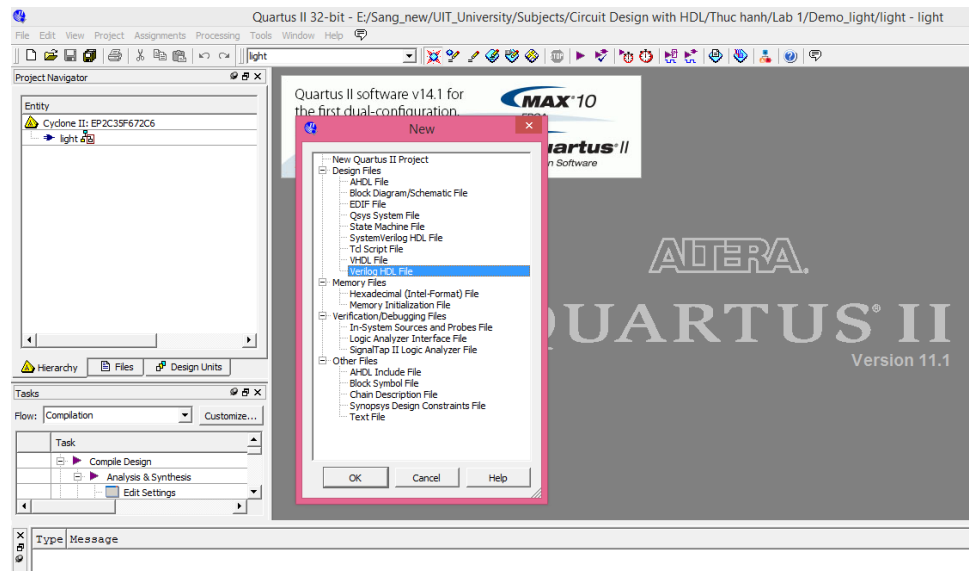 Quartus II 32-bit - E:/Sang_new/UIT_University/Subjects/Circuit Design with HDL/Thuc hanh/Lab 1/Demo_light/light - light
File Edit View Project Assignments Processing Tools Window Help
light
Project Navigator
Entity
Cyclone II: EP2C35F672C6
light
Hierarchy Files Design Units
Tasks
Flow: Compilation Customize...
Task
Compile Design
Analysis & Synthesis
Edit Settings
Quartus II software v14.1 for
the first dual-configuration,
MAX 10
New
New Quartus II Project
Design Files
AHDL File
Block Diagram/Schematic File
EDIF File
Qsys System File
State Machine File
SystemVerilog HDL File
Tcl Script File
VHDL File
Verilog HDL File
Memory Files
Hexadecimal (Intel-Format) File
Memory Initialization File
Verification/Debugging Files
In-System Sources and Probes File
Logic Analyzer Interface File
SignalTap II Logic Analyzer File
Other Files
AHDL Include File
Block Symbol File
Chain Description File
Synopsys Design Constraints File
Text File
OK Cancel Help
uartus II
n Software
ALTERA.
UARTUS® II
Version 11.1
Type Message